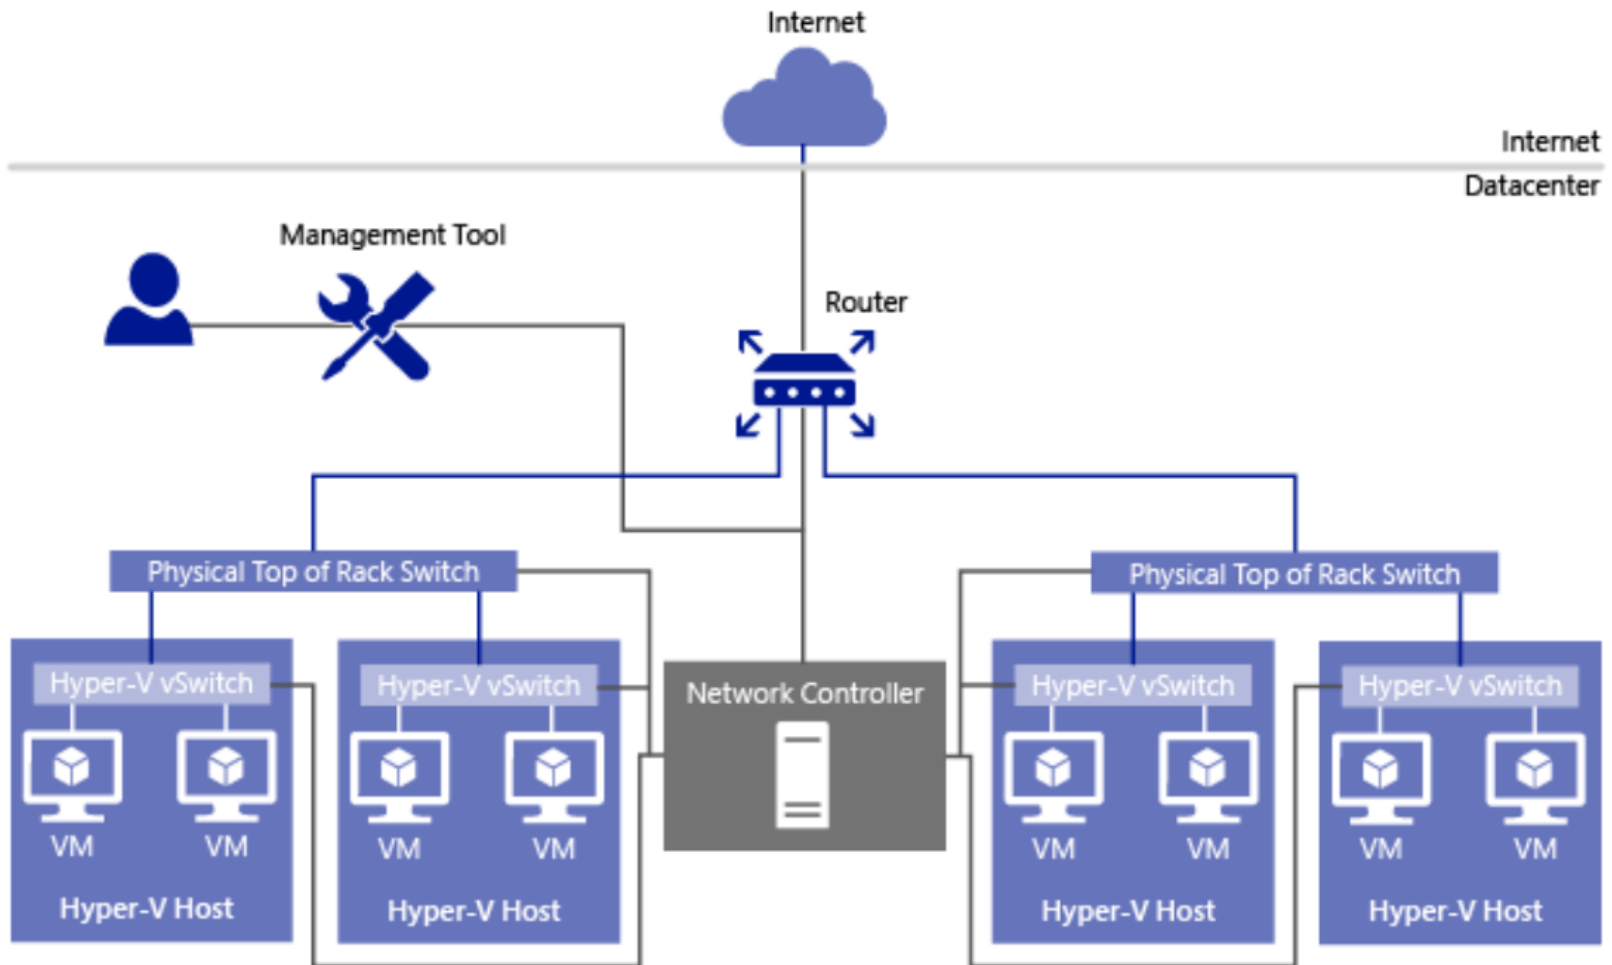 Internet
Internet
Datacenter
Management Tool
Router
Physical Top of Rack Switch
Physical Top of Rack Switch
Hyper-V vSwitch
Hyper-V vSwitch
Network Controller
Hyper-V vSwitch
Hyper-V vSwitch
VM
VM
VM
VM
VM
VM
VM
VM
Hyper-V Host
Hyper-V Host
Hyper-V Host
Hyper-V Host